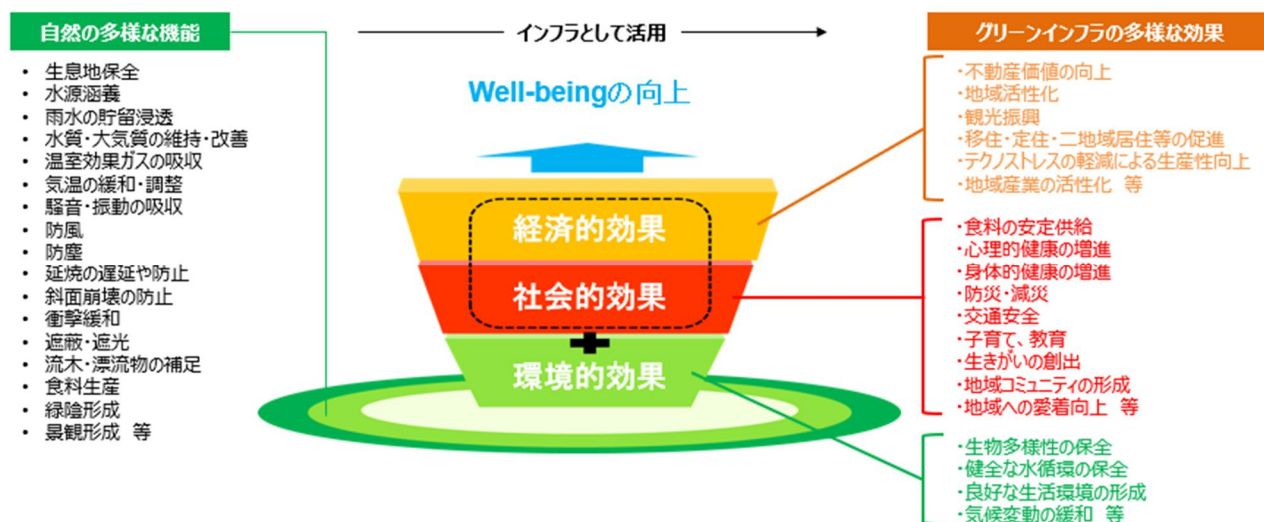 自然の多様な機能
・ 生息地保全
・ 水源涵養
・ 雨水の貯留浸透
・ 水質・大気質の維持・改善
・ 温室効果ガスの吸収
・ 気温の緩和・調整
・ 騒音・振動の吸収
・ 防風
・ 防塵
・ 延焼の遅延や防止
・ 斜面崩壊の防止
・ 衝撃緩和
・ 遮蔽・遮光
・ 流木・漂流物の補足
・ 食料生産
・ 緑陰形成
・ 景観形成 等
インフラとして活用
Well-beingの向上
経済的効果
社会的効果
+
環境的効果
グリーンインフラの多様な効果
・不動産価値の向上
・地域活性化
・観光振興
・移住・定住・二地域居住等の促進
・テクノストレスの軽減による生産性向上
・地域産業の活性化 等
・食料の安定供給
・心理的健康の増進
・身体的健康の増進
・防災・減災
・交通安全
・子育て、教育
・生きがいの創出
・地域コミュニティの形成
・地域への愛着向上 等
・生物多様性の保全
・健全な水循環の保全
・良好な生活環境の形成
・気候変動の緩和 等